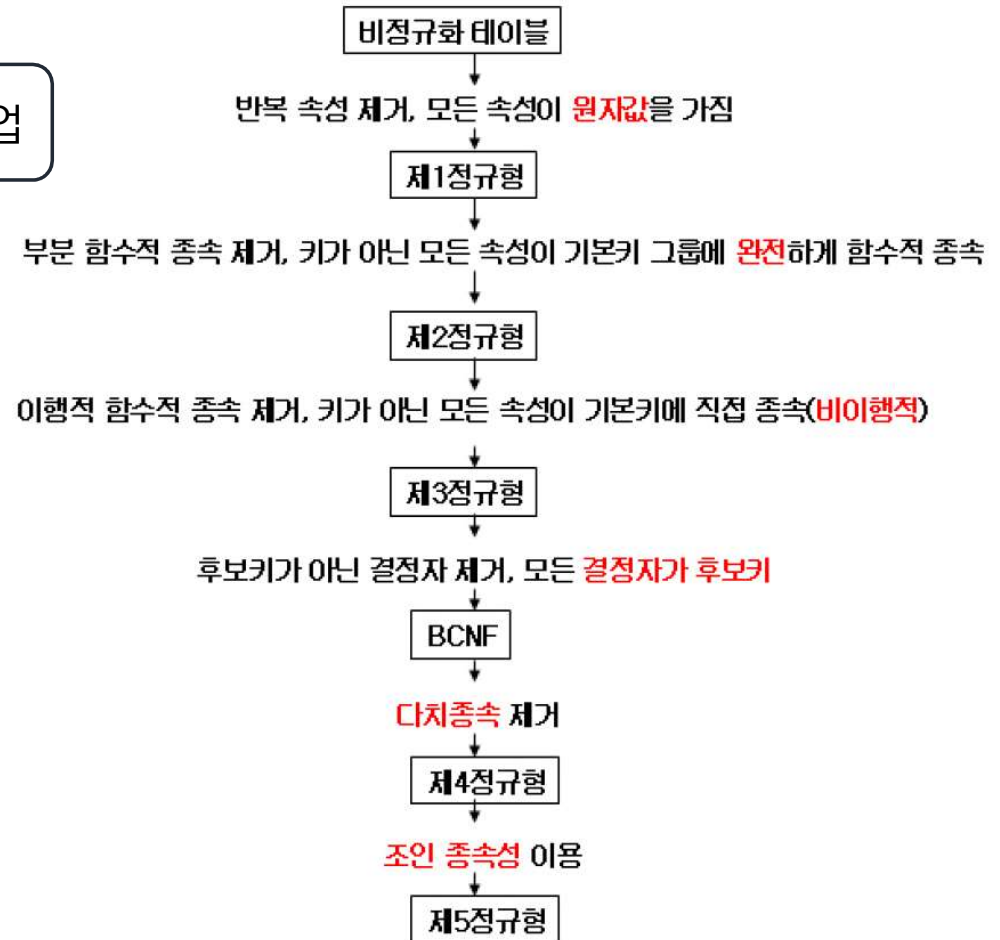 비정규화 테이블
업
반복 속성 제거, 모든 속성이 원자값을 가짐
제1정규형
부분 함수적 종속 제거, 키가 아닌 모든 속성이 기본키 그룹에 완전하게 함수적 종속
제2정규형
이행적 함수적 종속 제거, 키가 아닌 모든 속성이 기본키에 직접 종속(비이행적)
제3정규형
후보키가 아닌 결정자 제거, 모든 결정자가 후보키
BCNF
다치종속 제거
제4정규형
조인 종속성 이용
제5정규형